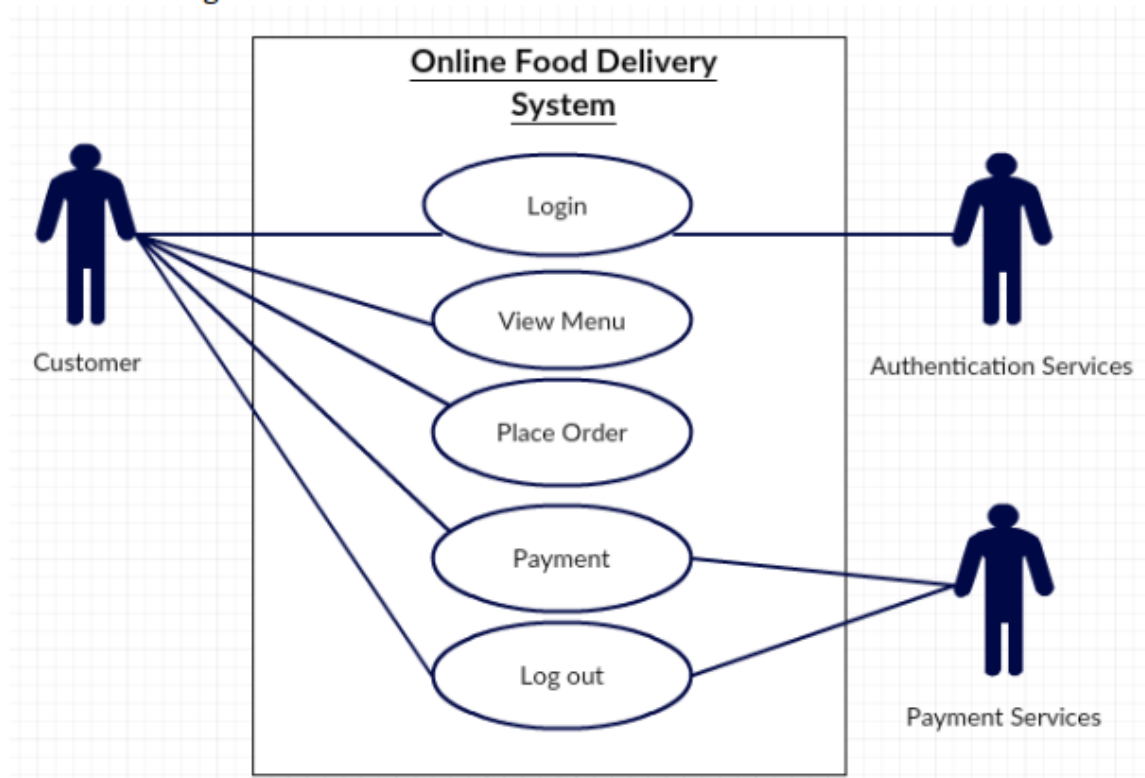 Online Food Delivery
System
Login
View Menu
Customer
Authentication Services
Place Order
Payment
Log out
Payment Services